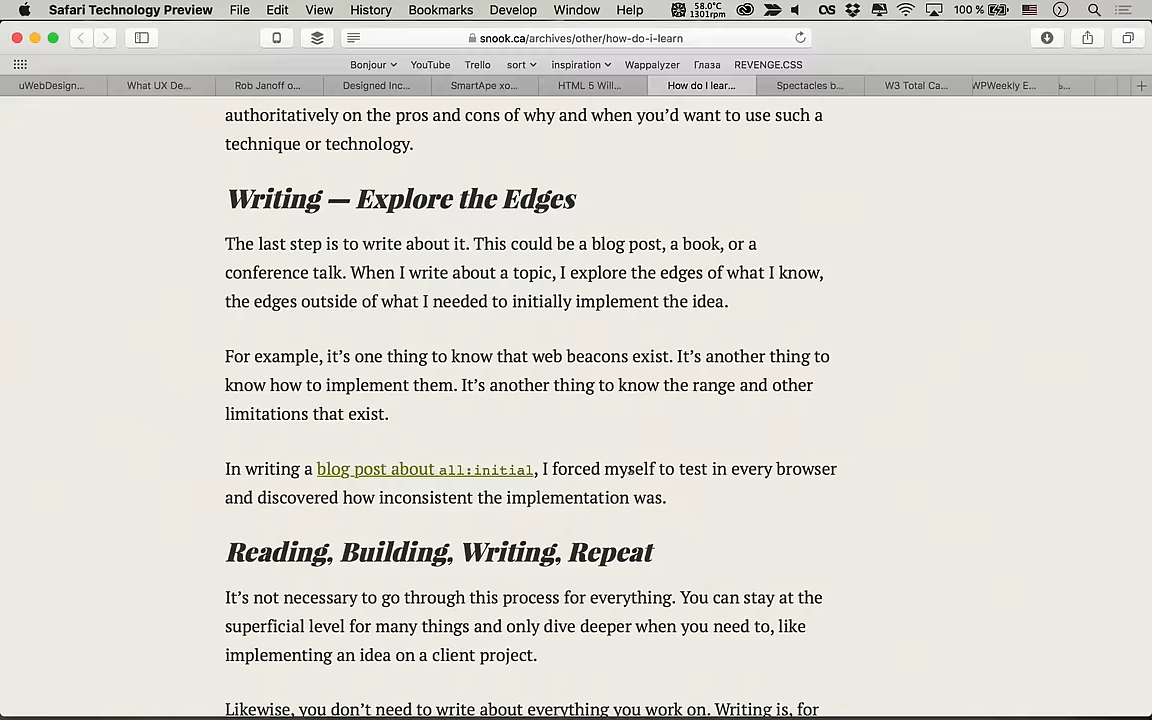 Safari Technology Preview File Edit View History Bookmarks Develop Window Help 58.0°C 1301rpm 100 %
snook.ca/archives/other/how-do-i-learn
Bonjour YouTube Trello sort inspiration Wappalyzer Глаза REVENGE.CSS
uWebDesign... What UX De... Rob Janoff o... Designed Inc... SmartApe xo... HTML 5 Will... How do I lear... Spectacles b... W3 Total Ca... WPWeekly E...
authoritatively on the pros and cons of why and when you’d want to use such a
technique or technology.
Writing — Explore the Edges
The last step is to write about it. This could be a blog post, a book, or a
conference talk. When I write about a topic, I explore the edges of what I know,
the edges outside of what I needed to initially implement the idea.
For example, it’s one thing to know that web beacons exist. It’s another thing to
know how to implement them. It’s another thing to know the range and other
limitations that exist.
In writing a blog post about all:initial, I forced myself to test in every browser
and discovered how inconsistent the implementation was.
Reading, Building, Writing, Repeat
It’s not necessary to go through this process for everything. You can stay at the
superficial level for many things and only dive deeper when you need to, like
implementing an idea on a client project.
Likewise, you don’t need to write about everything you work on. Writing is, for